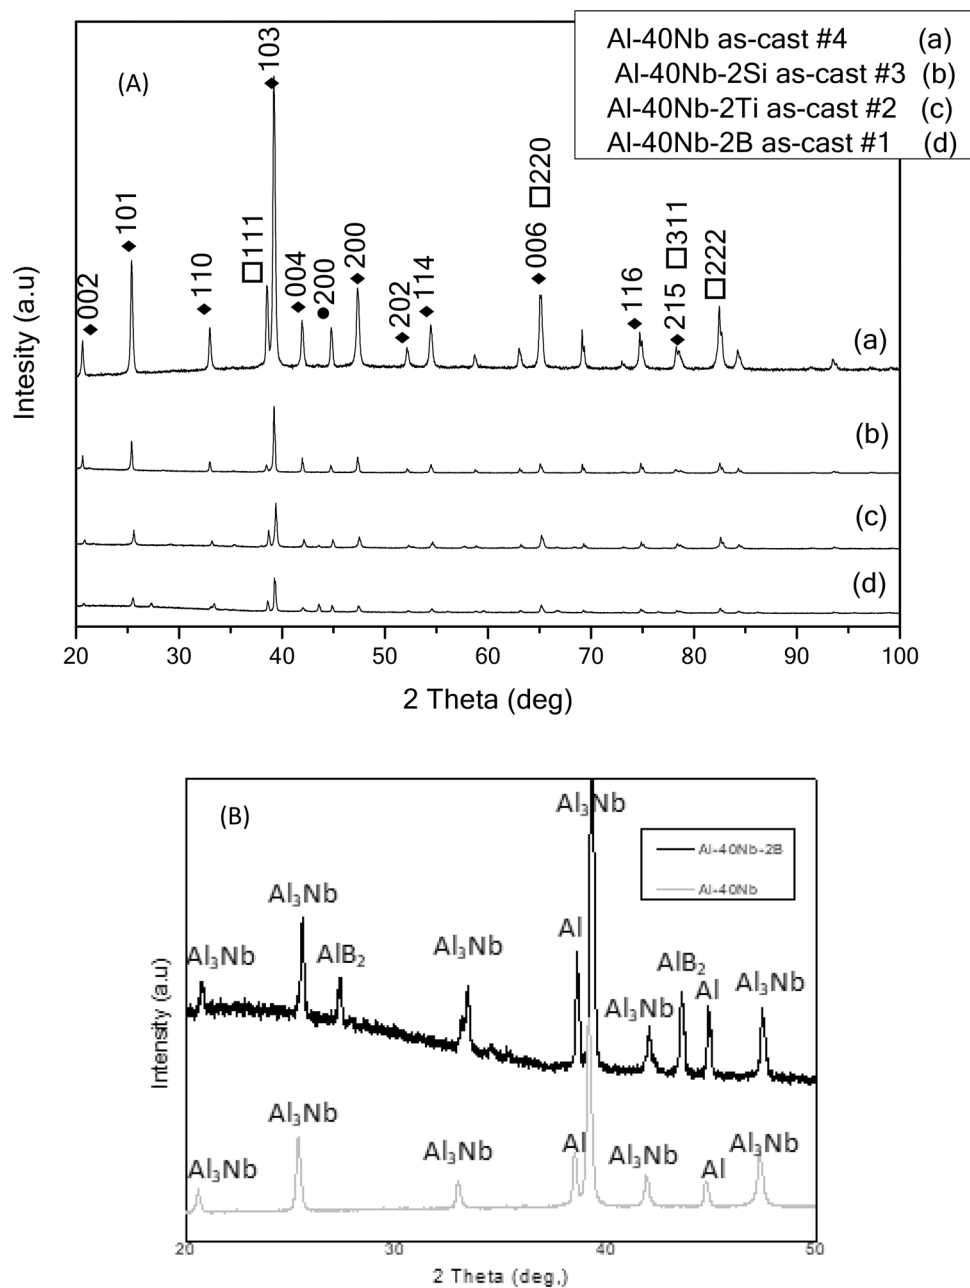 (A)
Al-40Nb as-cast #4 (a)
Al-40Nb-2Si as-cast #3 (b)
Al-40Nb-2Ti as-cast #2 (c)
Al-40Nb-2B as-cast #1 (d)
Intesity (a.u)
◆002
◆101
◆110
□111
◆103
◆004
●200
◆200
◆202
◆114
◆006 □220
◆116
◆215 □311
□222
(a)
(b)
(c)
(d)
20 30 40 50 60 70 80 90 100
2 Theta (deg)
(B)
Al-40Nb-2B
Al-40Nb
Intensity (a.u)
Al₃Nb
Al₃Nb
AlB₂
Al₃Nb
Al
Al₃Nb
Al₃Nb
AlB₂
Al
Al₃Nb
Al₃Nb
Al₃Nb
Al₃Nb
Al
Al₃Nb
Al
Al₃Nb
20 30 40 50
2 Theta (deg,)